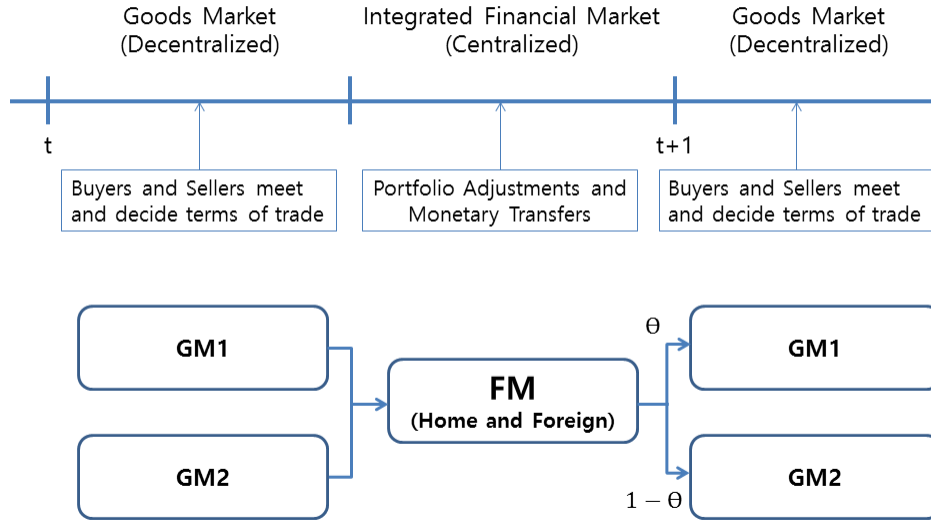 Goods Market
(Decentralized)
Integrated Financial Market
(Centralized)
Goods Market
(Decentralized)
t
t+1
Buyers and Sellers meet
and decide terms of trade
Portfolio Adjustments and
Monetary Transfers
Buyers and Sellers meet
and decide terms of trade
GM1
GM2
FM
(Home and Foreign)
θ
1 − θ
GM1
GM2